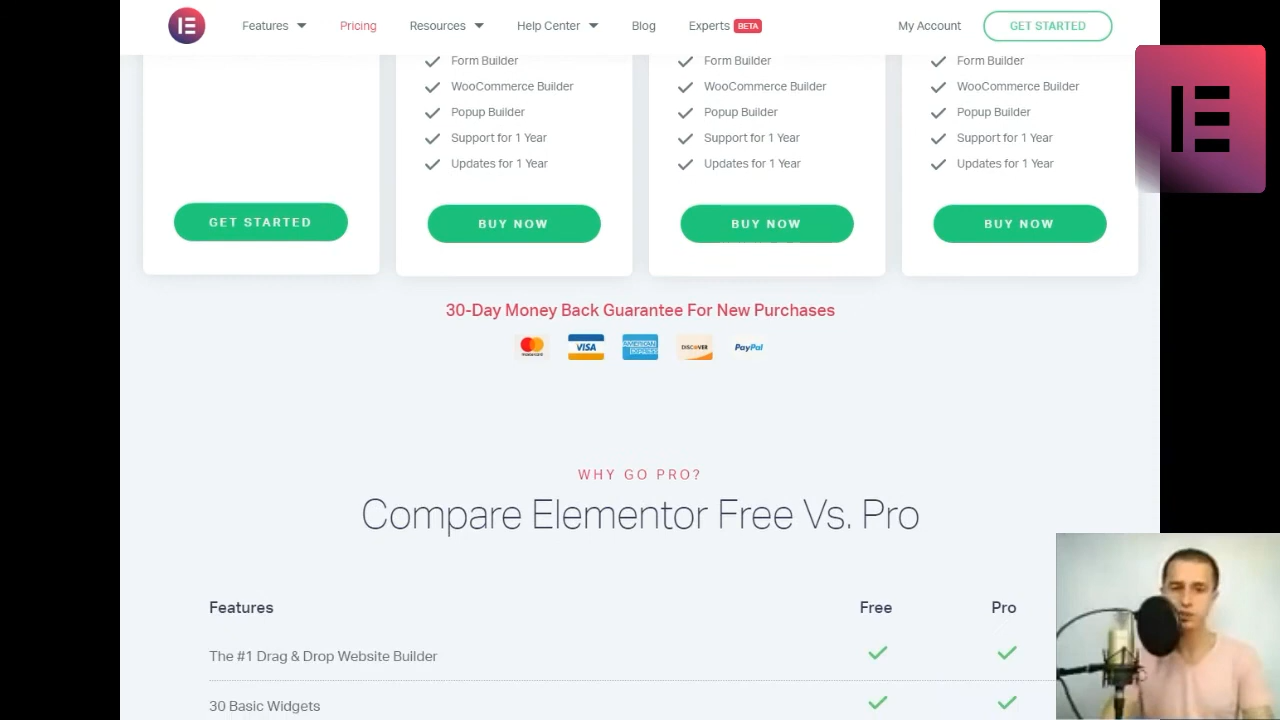 Features Pricing Resources Help Center Blog Experts BETA My Account GET STARTED
Form Builder Form Builder Form Builder
WooCommerce Builder WooCommerce Builder WooCommerce Builder
Popup Builder Popup Builder Popup Builder
Support for 1 Year Support for 1 Year Support for 1 Year
Updates for 1 Year Updates for 1 Year Updates for 1 Year
GET STARTED BUY NOW BUY NOW BUY NOW
30-Day Money Back Guarantee For New Purchases
mastercard VISA AMERICAN EXPRESS DISCOVER PayPal
WHY GO PRO?
Compare Elementor Free Vs. Pro
Features Free Pro
The #1 Drag & Drop Website Builder
30 Basic Widgets